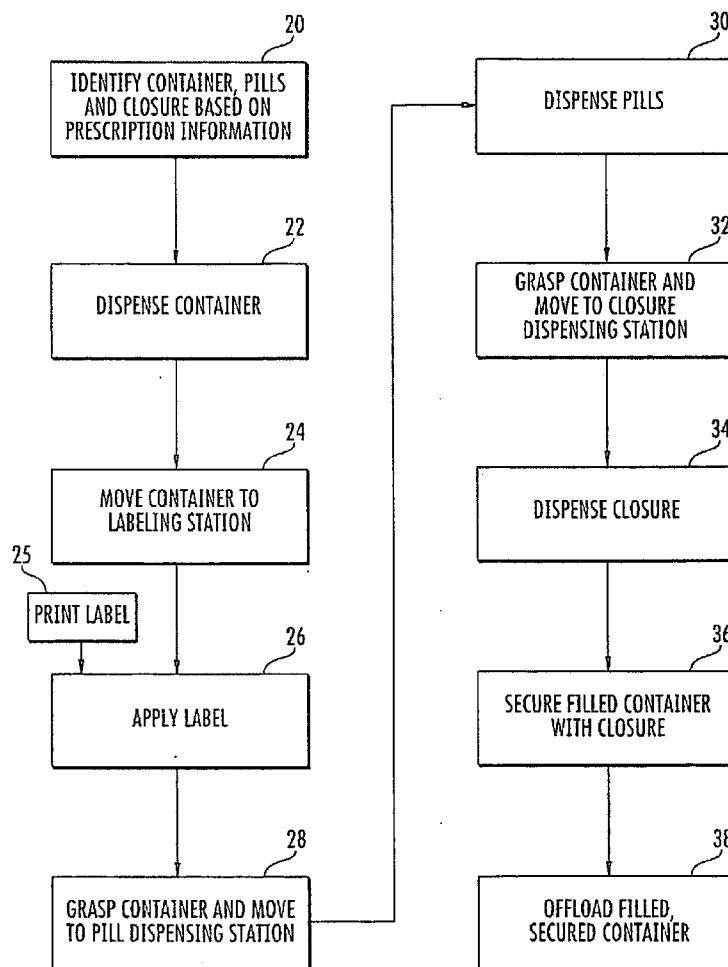 20
IDENTIFY CONTAINER, PILLS
AND CLOSURE BASED ON
PRESCRIPTION INFORMATION
22
DISPENSE CONTAINER
24
MOVE CONTAINER TO
LABELING STATION
25
PRINT LABEL
26
APPLY LABEL
28
GRASP CONTAINER AND MOVE
TO PILL DISPENSING STATION
30
DISPENSE PILLS
32
GRASP CONTAINER AND
MOVE TO CLOSURE
DISPENSING STATION
34
DISPENSE CLOSURE
36
SECURE FILLED CONTAINER
WITH CLOSURE
38
OFFLOAD FILLED,
SECURED CONTAINER